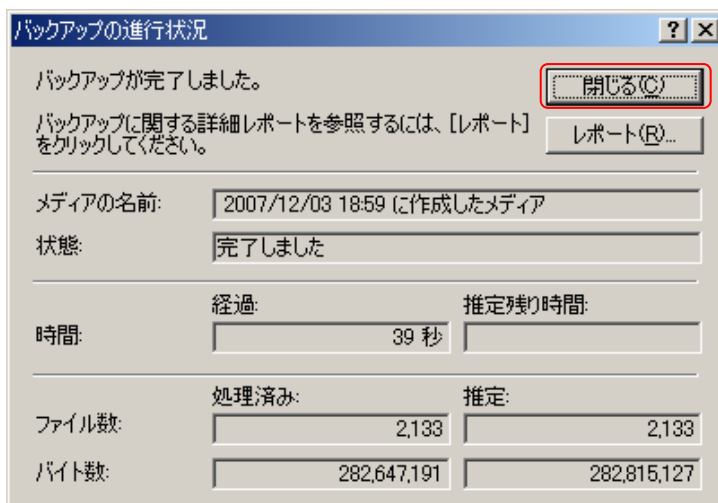 バックアップの進行状況
バックアップが完了しました。
閉じる(C)
バックアップに関する詳細レポートを参照するには、[レポート]
をクリックしてください。
レポート(R)...
メディアの名前: 2007/12/03 18:59 に作成したメディア
状態: 完了しました
経過: 推定残り時間:
時間: 39 秒
処理済み: 推定:
ファイル数: 2,133 2,133
バイト数: 282,647,191 282,815,127